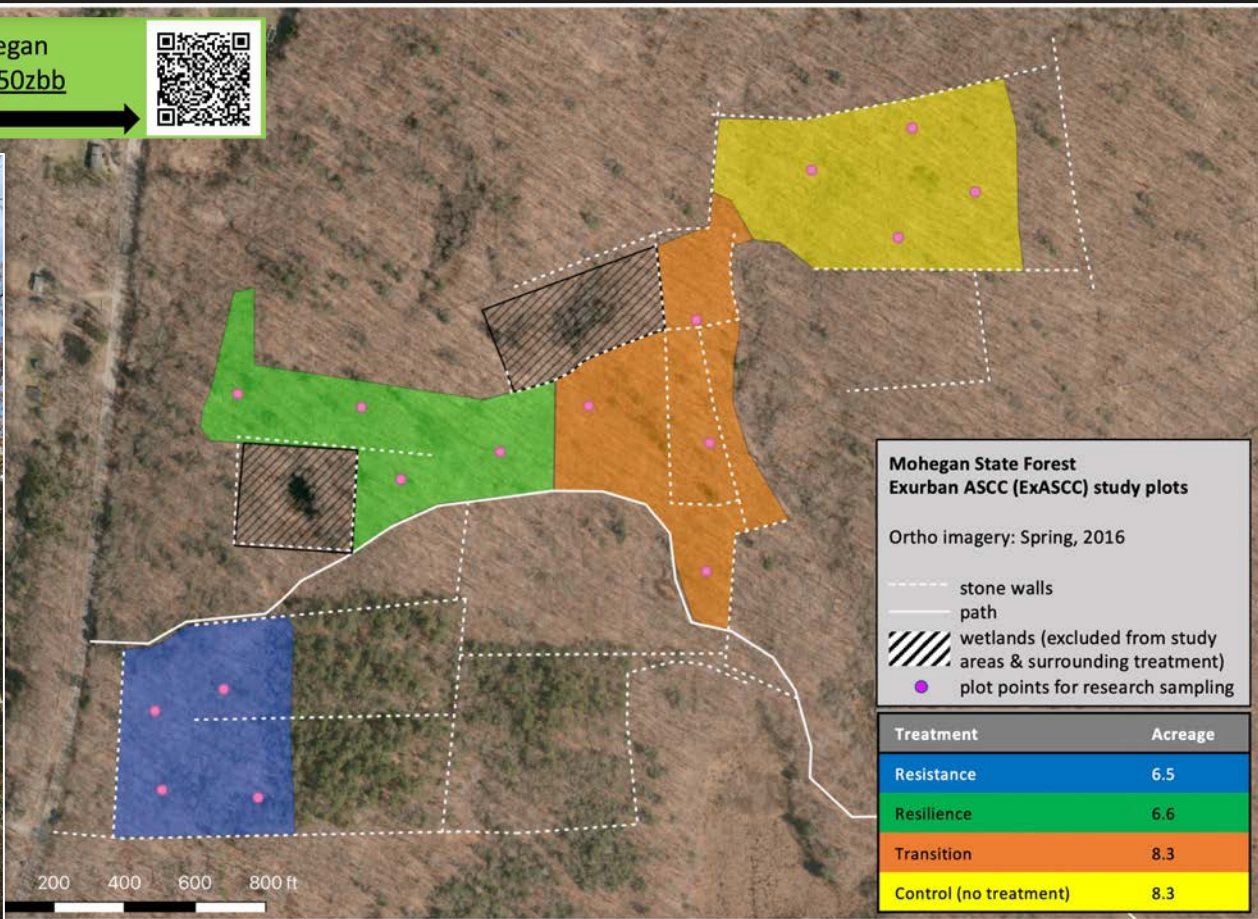 egan
50zbb
Mohegan State Forest
Exurban ASCC (ExASCC) study plots
Ortho imagery: Spring, 2016
stone walls
path
wetlands (excluded from study
areas & surrounding treatment)
plot points for research sampling
Treatment Acreage
Resistance 6.5
Resilience 6.6
Transition 8.3
Control (no treatment) 8.3
200 400 600 800 ft